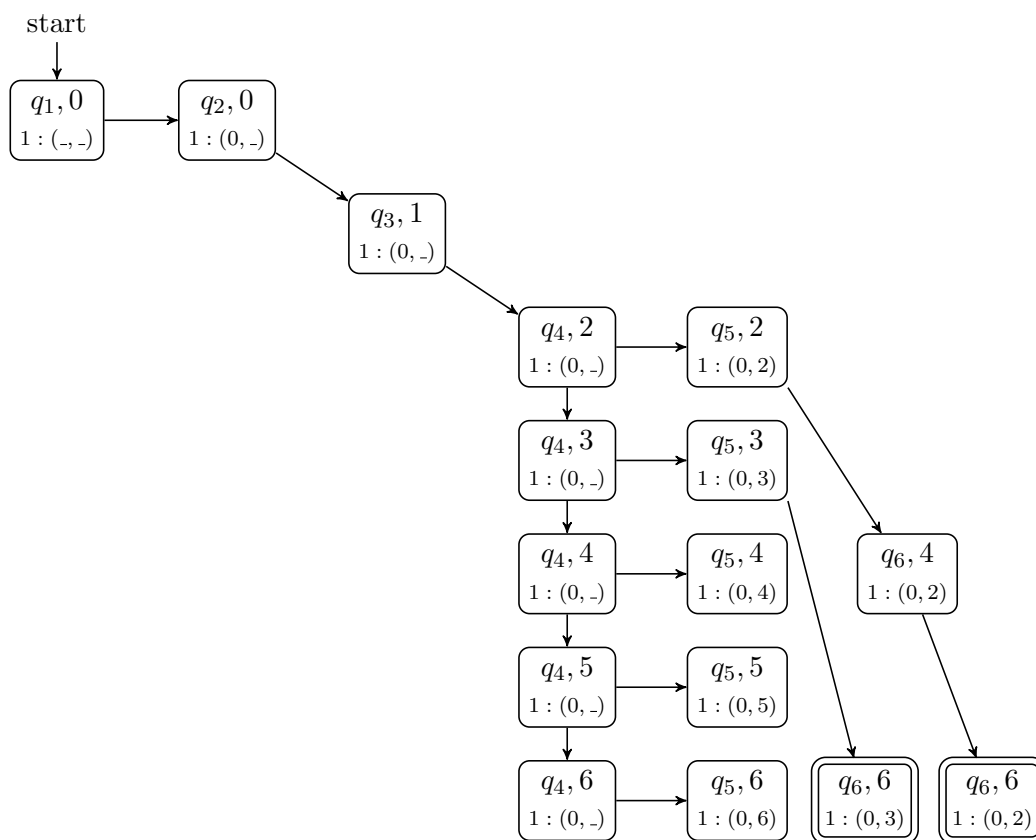 start
q₁, 0
1 : (_, _)
q₂, 0
1 : (0, _)
q₃, 1
1 : (0, _)
q₄, 2
1 : (0, _)
q₅, 2
1 : (0, 2)
q₄, 3
1 : (0, _)
q₅, 3
1 : (0, 3)
q₄, 4
1 : (0, _)
q₅, 4
1 : (0, 4)
q₆, 4
1 : (0, 2)
q₄, 5
1 : (0, _)
q₅, 5
1 : (0, 5)
q₄, 6
1 : (0, _)
q₅, 6
1 : (0, 6)
q₆, 6
1 : (0, 3)
q₆, 6
1 : (0, 2)